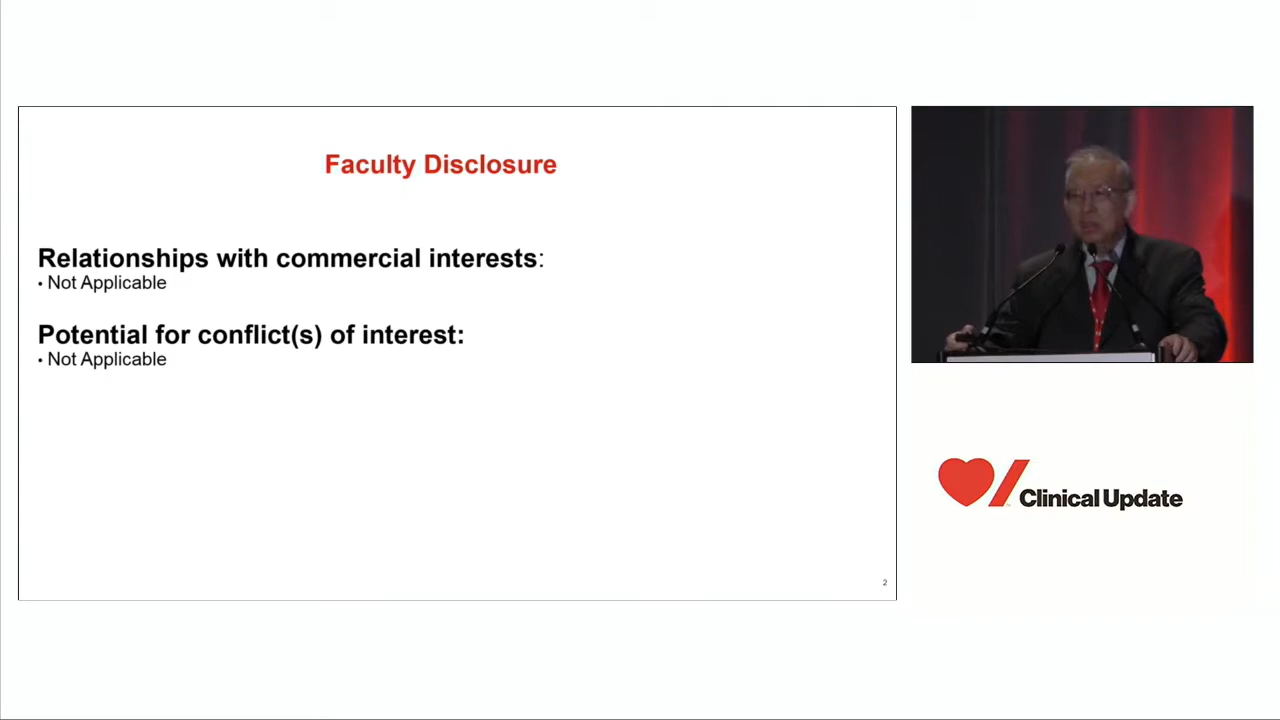 Faculty Disclosure
Relationships with commercial interests:
• Not Applicable
Potential for conflict(s) of interest:
• Not Applicable
2
Clinical Update